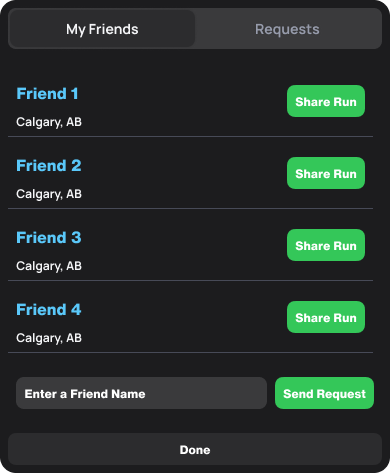 My Friends Requests
Friend 1
Share Run
Calgary, AB
Friend 2
Share Run
Calgary, AB
Friend 3
Share Run
Calgary, AB
Friend 4
Share Run
Calgary, AB
Enter a Friend Name Send Request
Done